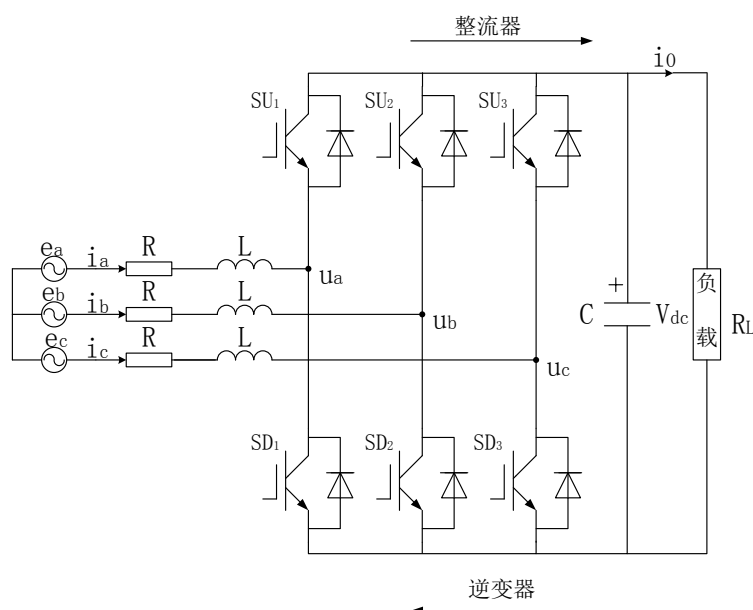 整流器
i0
SU1 SU2 SU3
ea ia R L ua
eb ib R L ub
ec ic R L uc
C + Vdc 负载 RL
SD1 SD2 SD3
逆变器